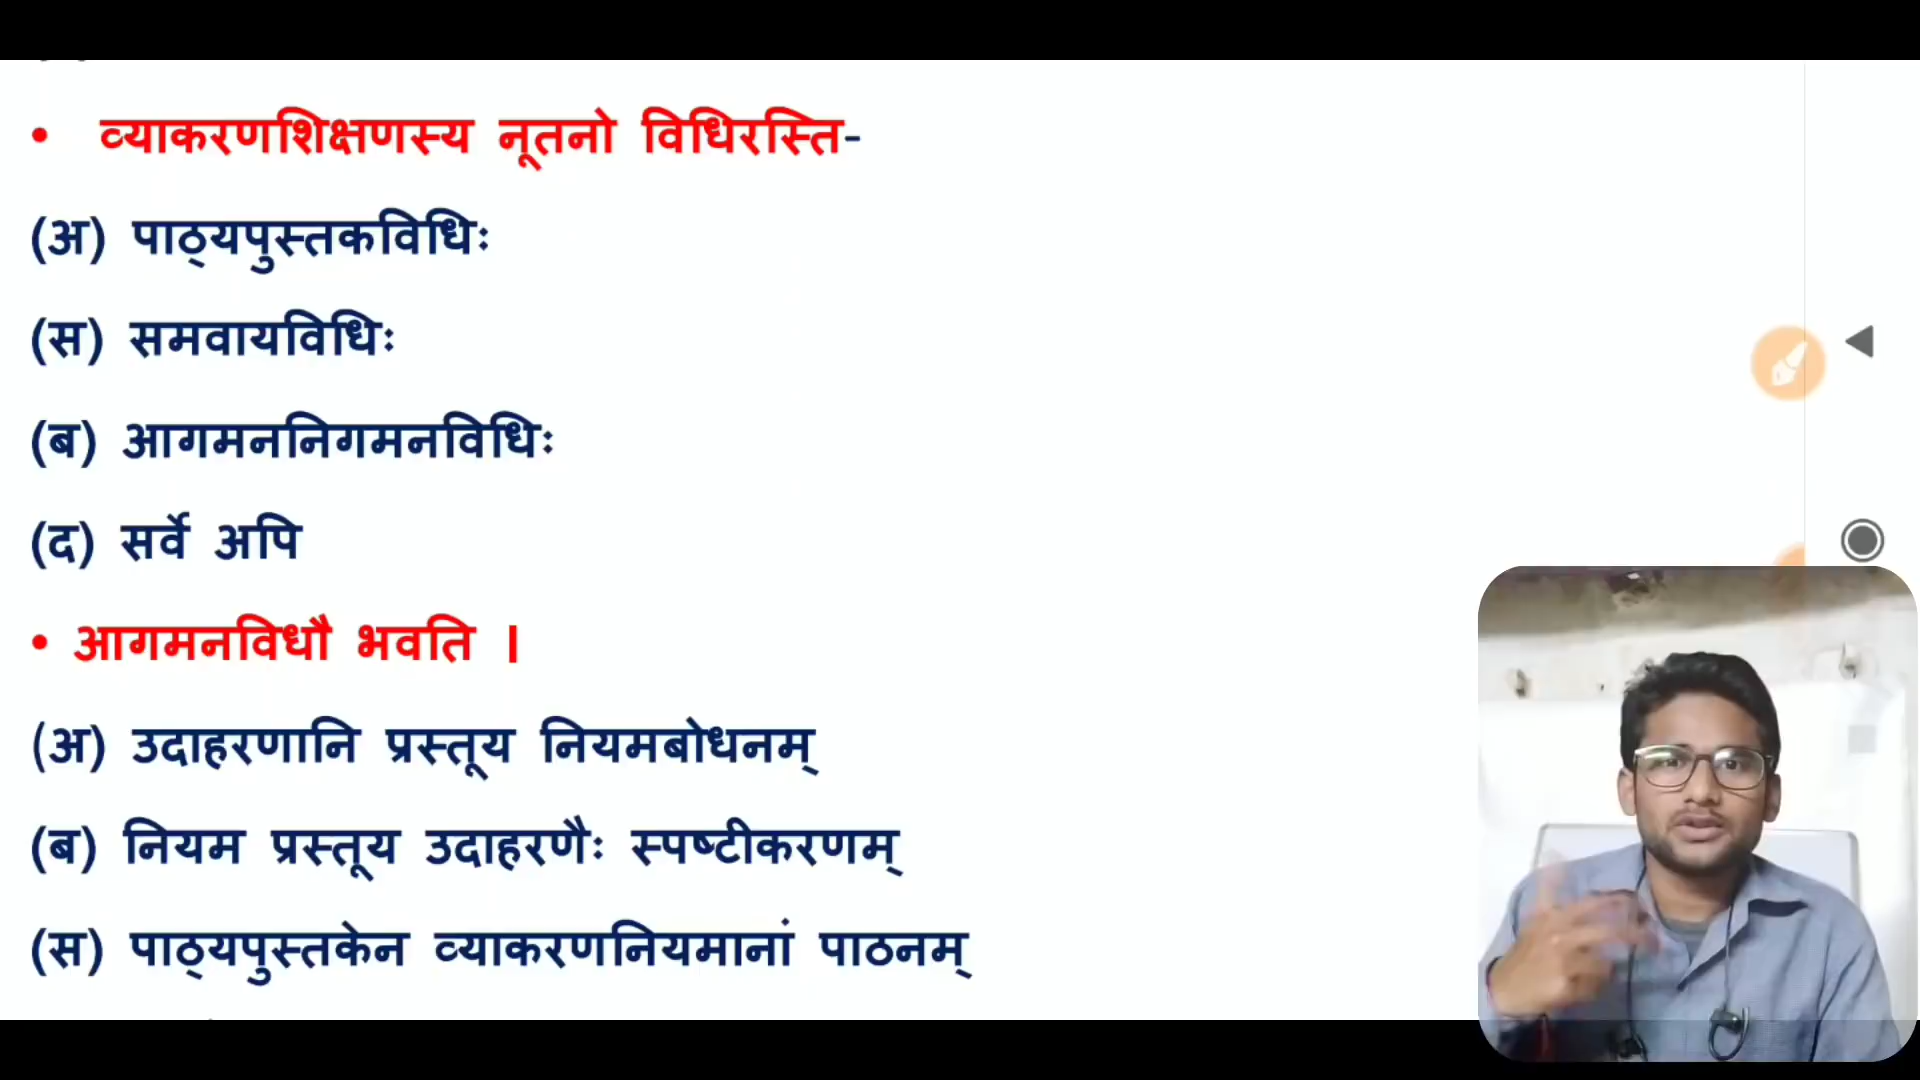 • व्याकरणशिक्षणस्य नूतनो विधिरस्ति-
(अ) पाठ्यपुस्तकविधिः
(स) समवायविधिः
(ब) आगमननिगमनविधिः
(द) सर्वे अपि
• आगमनविधौ भवति ।
(अ) उदाहरणानि प्रस्तूय नियमबोधनम्
(ब) नियम प्रस्तूय उदाहरणैः स्पष्टीकरणम्
(स) पाठ्यपुस्तकेन व्याकरणनियमानां पाठनम्